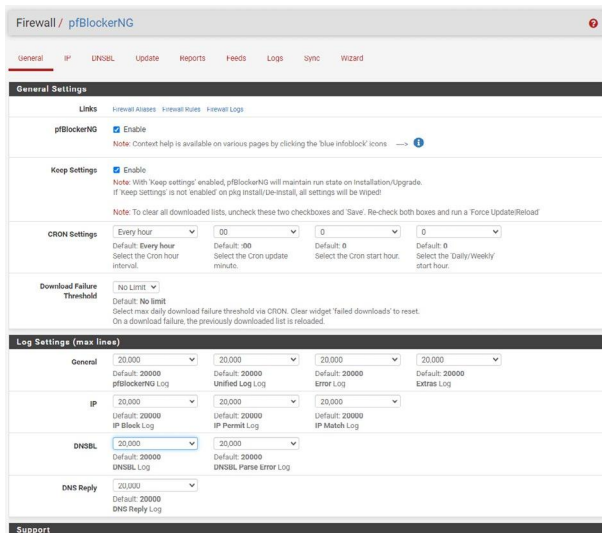 Firewall / pfBlockerNG
General IP DNSBL Update Reports Feeds Logs Sync Wizard
General Settings
Links Firewall Aliases Firewall Rules Firewall Logs
pfBlockerNG Enable
Note: Context help is available on various pages by clicking the 'blue infoblock' icons ---->
Keep Settings Enable
Note: With 'Keep settings' enabled, pfBlockerNG will maintain run state on Installation/Upgrade.
If 'Keep Settings' is not 'enabled' on pkg Install/De-Install, all settings will be Wiped!
Note: To clear all downloaded lists, uncheck these two checkboxes and 'Save'. Re-check both boxes and run a 'Force Update|Reload'
CRON Settings Every hour 00 0 0
Default: Every hour Default: :00 Default: 0 Default: 0
Select the Cron hour Select the Cron update Select the Cron start hour. Select the 'Daily/Weekly'
interval. minute. start hour.
Download Failure No Limit
Threshold
Default: No limit
Select max daily download failure threshold via CRON. Clear widget 'failed downloads' to reset.
On a download failure, the previously downloaded list is reloaded.
Log Settings (max lines)
General 20,000 20,000 20,000 20,000
Default: 20000 Default: 20000 Default: 20000 Default: 20000
pfBlockerNG Log Unified Log Log Error Log Extras Log
IP 20,000 20,000 20,000
Default: 20000 Default: 20000 Default: 20000
IP Block Log IP Permit Log IP Match Log
DNSBL 20,000 20,000
Default: 20000 Default: 20000
DNSBL Log DNSBL Parse Error Log
DNS Reply 20,000
Default: 20000
DNS Reply Log
Support